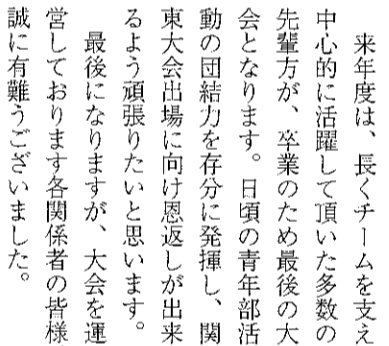 来年度は、長くチームを支え
中心的に活躍して頂いた多数の
先輩方が、卒業のため最後の大
会となります。日頃の青年部活
動の団結力を存分に発揮し、関
東大会出場に向け恩返しが出来
るよう頑張りたいと思います。
最後になりますが、大会を運
営しております各関係者の皆様
誠に有難うございました。